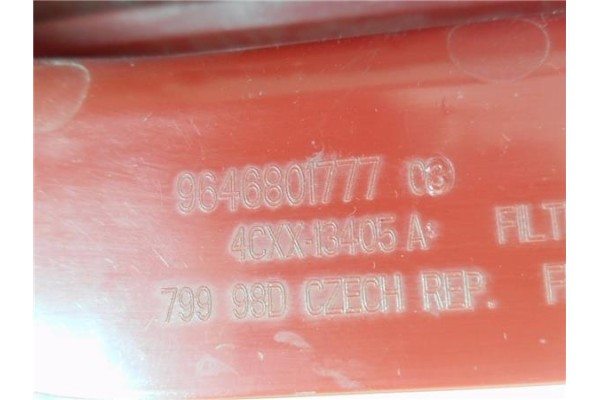 9646801777 03
4CXX-13405 A
FILT
799 98D CZECH REP.
F